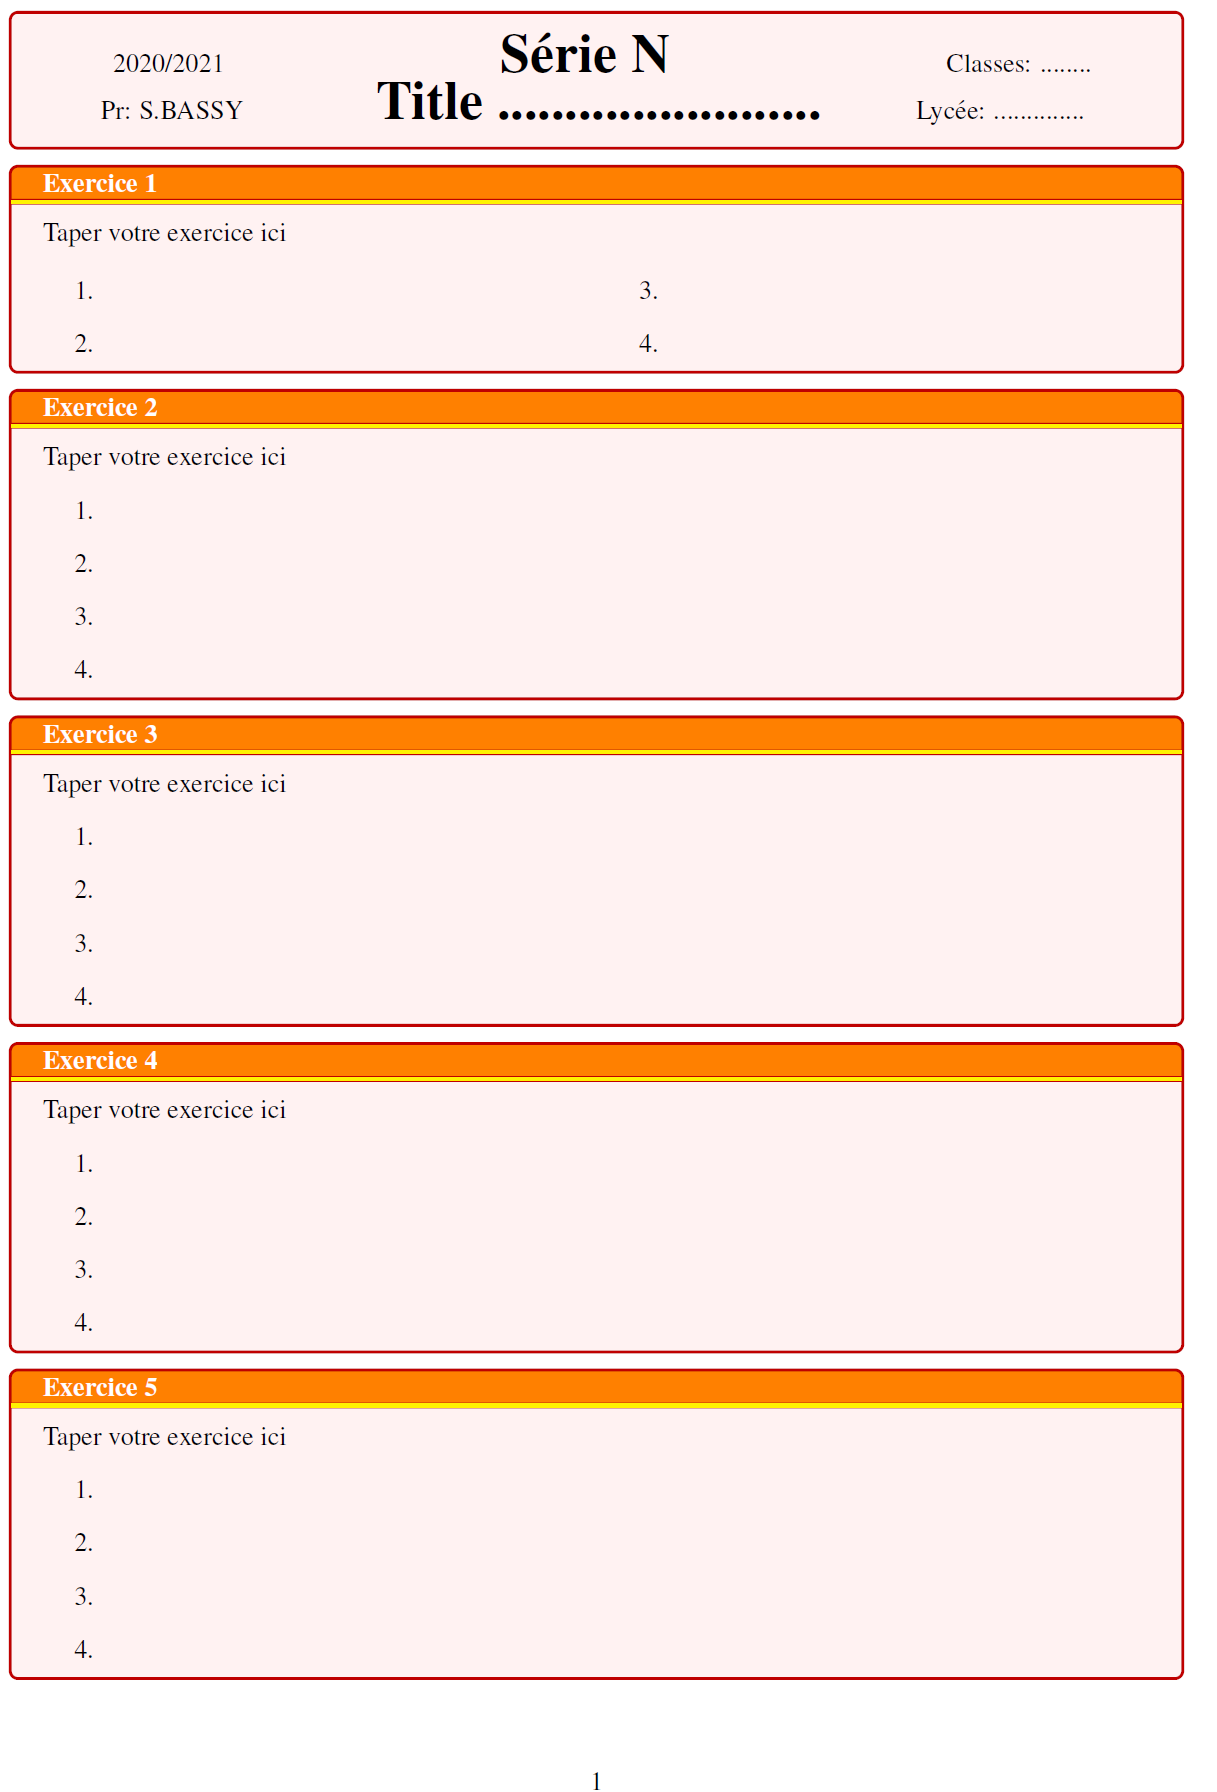 2020/2021 Série N Classes: ........
Pr: S.BASSY Title ........................ Lycée: ..............
Exercice 1
Taper votre exercice ici
1. 3.
2. 4.
Exercice 2
Taper votre exercice ici
1.
2.
3.
4.
Exercice 3
Taper votre exercice ici
1.
2.
3.
4.
Exercice 4
Taper votre exercice ici
1.
2.
3.
4.
Exercice 5
Taper votre exercice ici
1.
2.
3.
4.
1